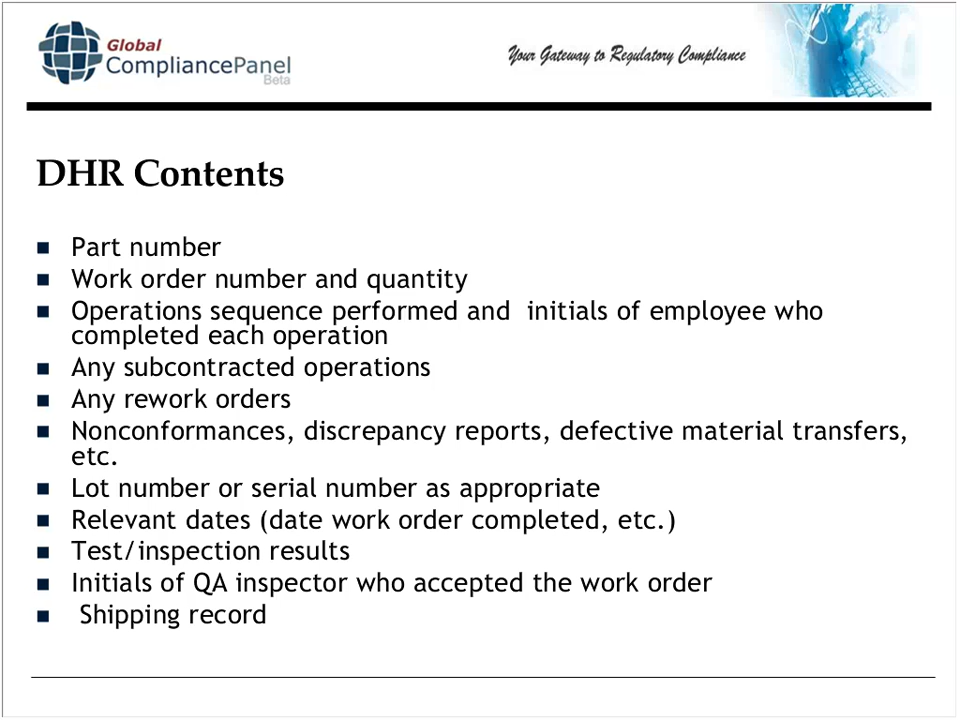 Global
CompliancePanel
Beta
Your Gateway to Regulatory Compliance
DHR Contents
Part number
Work order number and quantity
Operations sequence performed and  initials of employee who
completed each operation
Any subcontracted operations
Any rework orders
Nonconformances, discrepancy reports, defective material transfers,
etc.
Lot number or serial number as appropriate
Relevant dates (date work order completed, etc.)
Test/inspection results
Initials of QA inspector who accepted the work order
Shipping record